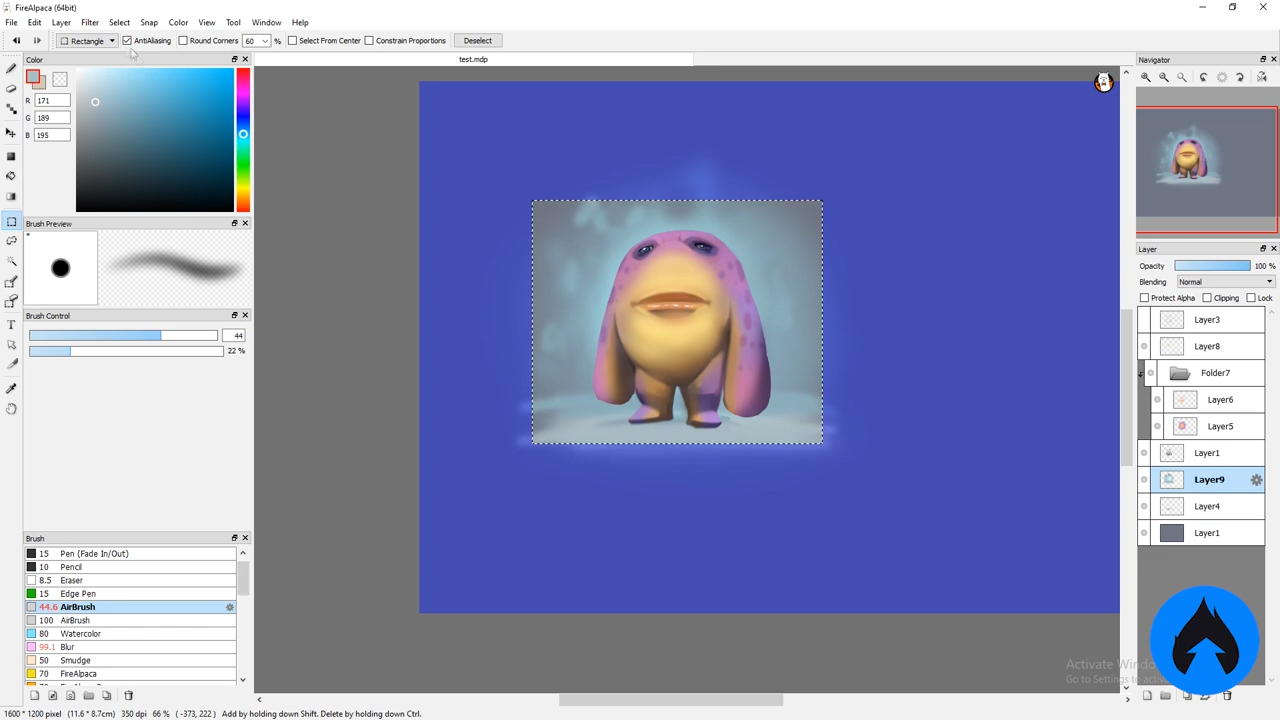 FireAlpaca (64bit)
File Edit Layer Filter Select Snap Color View Tool Window Help
Rectangle AntiAliasing Round Corners 60 % Select From Center Constrain Proportions Deselect
Color
test.mdp
Navigator
R 171
G 189
B 195
Brush Preview
Brush Control
44
22 %
Brush
15 Pen (Fade In/Out)
10 Pencil
8.5 Eraser
15 Edge Pen
44.6 AirBrush
100 AirBrush
80 Watercolor
99.1 Blur
50 Smudge
70 FireAlpaca
Layer
Opacity 100 %
Blending Normal
Protect Alpha Clipping Lock
Layer3
Layer8
Folder7
Layer6
Layer5
Layer1
Layer9
Layer4
Layer1
Activate Windo
Go to Settings to activa
1600 * 1200 pixel (11.6 * 8.7cm) 350 dpi 66 % ( -373, 222 ) Add by holding down Shift. Delete by holding down Ctrl.